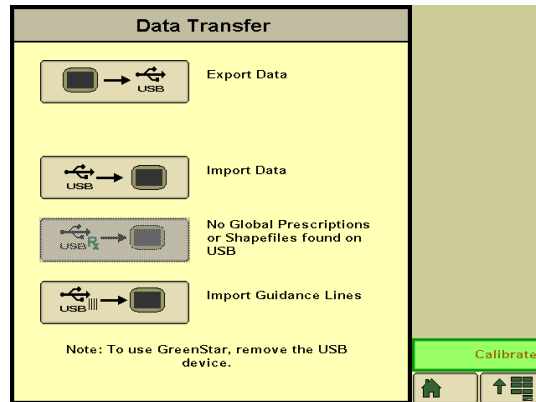 Data Transfer
USB
Export Data
USB
Import Data
USB Rx
No Global Prescriptions
or Shapefiles found on
USB
USB
Import Guidance Lines
Note: To use GreenStar, remove the USB
device.
Calibrate